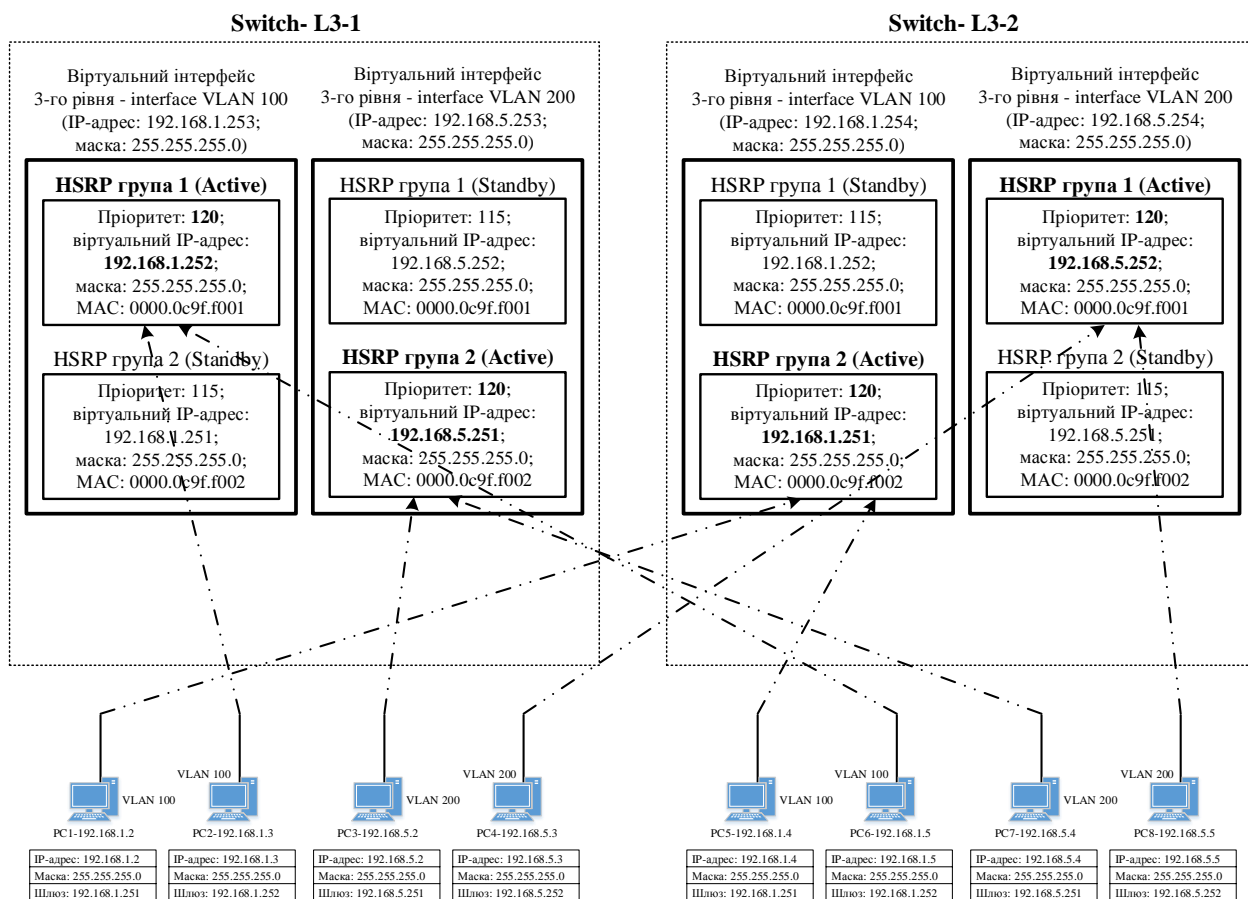 Switch- L3-1
Віртуальний інтерфейс
3-го рівня - interface VLAN 100
(IP-адрес: 192.168.1.253;
маска: 255.255.255.0)
HSRP група 1 (Active)
Пріоритет: 120;
віртуальний IP-адрес:
192.168.1.252;
маска: 255.255.255.0;
MAC: 0000.0c9f.f001
HSRP група 2 (Standby)
Пріоритет: 115;
віртуальний IP-адрес:
192.168.1.251;
маска: 255.255.255.0;
MAC: 0000.0c9f.f002
Віртуальний інтерфейс
3-го рівня - interface VLAN 200
(IP-адрес: 192.168.5.253;
маска: 255.255.255.0)
HSRP група 1 (Standby)
Пріоритет: 115;
віртуальний IP-адрес:
192.168.5.252;
маска: 255.255.255.0;
MAC: 0000.0c9f.f001
HSRP група 2 (Active)
Пріоритет: 120;
віртуальний IP-адрес:
192.168.5.251;
маска: 255.255.255.0;
MAC: 0000.0c9f.f002
Switch- L3-2
Віртуальний інтерфейс
3-го рівня - interface VLAN 100
(IP-адрес: 192.168.1.254;
маска: 255.255.255.0)
HSRP група 1 (Standby)
Пріоритет: 115;
віртуальний IP-адрес:
192.168.1.252;
маска: 255.255.255.0;
MAC: 0000.0c9f.f001
HSRP група 2 (Active)
Пріоритет: 120;
віртуальний IP-адрес:
192.168.1.251;
маска: 255.255.255.0;
MAC: 0000.0c9f.f002
Віртуальний інтерфейс
3-го рівня - interface VLAN 200
(IP-адрес: 192.168.5.254;
маска: 255.255.255.0)
HSRP група 1 (Active)
Пріоритет: 120;
віртуальний IP-адрес:
192.168.5.252;
маска: 255.255.255.0;
MAC: 0000.0c9f.f001
HSRP група 2 (Standby)
Пріоритет: 115;
віртуальний IP-адрес:
192.168.5.251;
маска: 255.255.255.0;
MAC: 0000.0c9f.f002
VLAN 100
PC1-192.168.1.2
IP-адрес: 192.168.1.2
Маска: 255.255.255.0
Шлюз: 192.168.1.251
VLAN 100
PC2-192.168.1.3
IP-адрес: 192.168.1.3
Маска: 255.255.255.0
Шлюз: 192.168.1.252
VLAN 200
PC3-192.168.5.2
IP-адрес: 192.168.5.2
Маска: 255.255.255.0
Шлюз: 192.168.5.251
VLAN 200
PC4-192.168.5.3
IP-адрес: 192.168.5.3
Маска: 255.255.255.0
Шлюз: 192.168.5.252
VLAN 100
PC5-192.168.1.4
IP-адрес: 192.168.1.4
Маска: 255.255.255.0
Шлюз: 192.168.1.251
VLAN 100
PC6-192.168.1.5
IP-адрес: 192.168.1.5
Маска: 255.255.255.0
Шлюз: 192.168.1.252
VLAN 200
PC7-192.168.5.4
IP-адрес: 192.168.5.4
Маска: 255.255.255.0
Шлюз: 192.168.5.251
VLAN 200
PC8-192.168.5.5
IP-адрес: 192.168.5.5
Маска: 255.255.255.0
Шлюз: 192.168.5.252